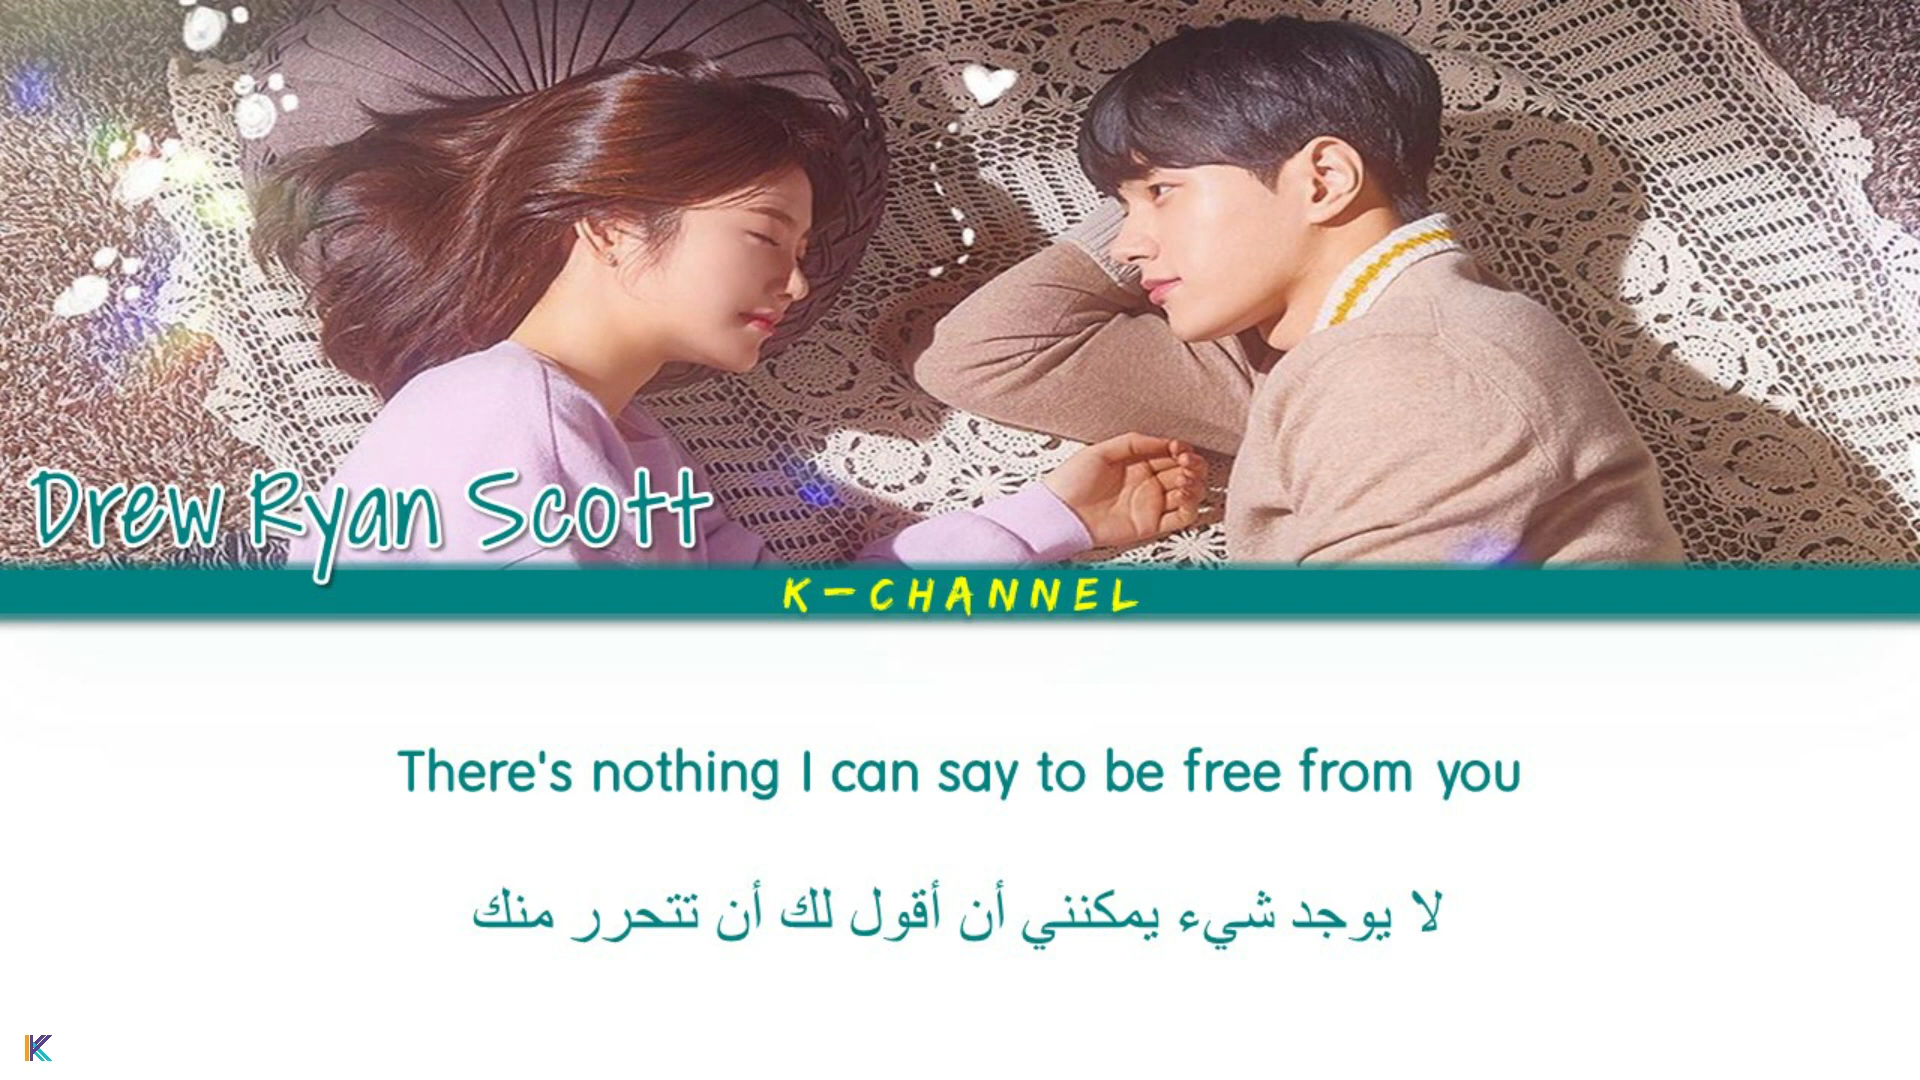 Drew Ryan Scott
K-CHANNEL
There's nothing I can say to be free from you
لا يوجد شيء يمكنني أن أقول لك أن تتحرر منك
K